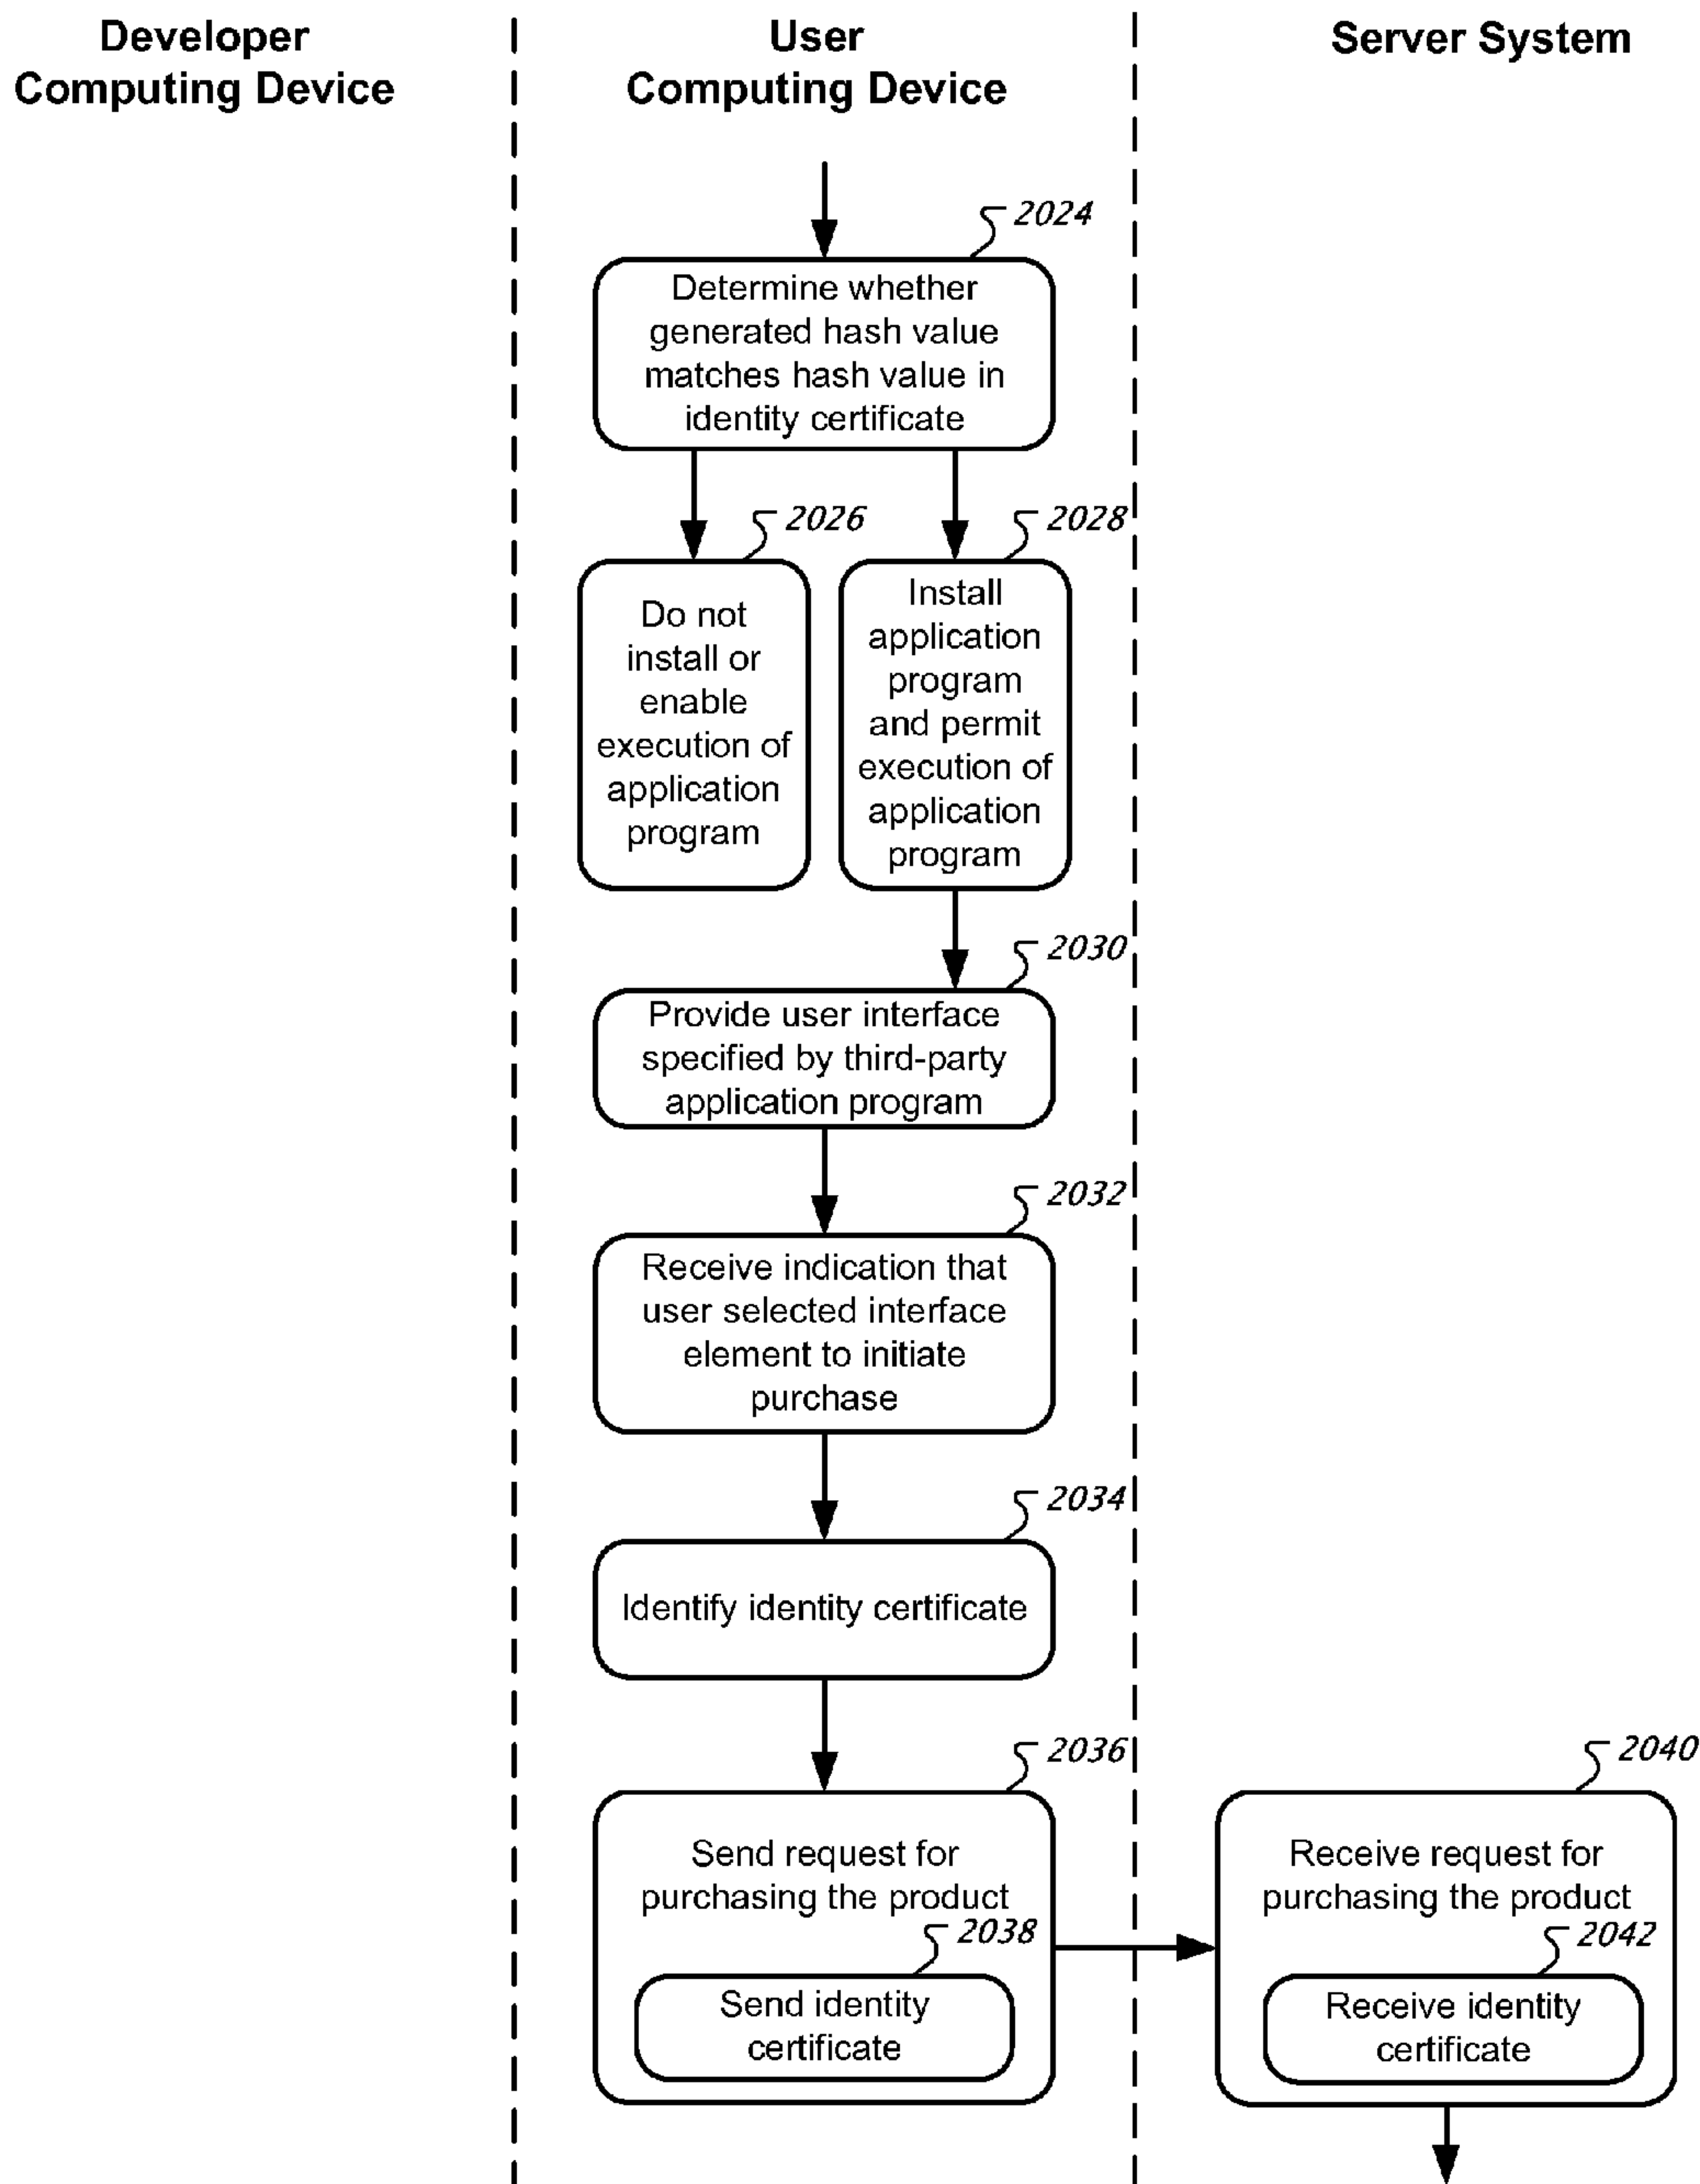 Developer
Computing Device
User
Computing Device
Server System
2024
Determine whether
generated hash value
matches hash value in
identity certificate
2026
Do not
install or
enable
execution of
application
program
2028
Install
application
program
and permit
execution of
application
program
2030
Provide user interface
specified by third-party
application program
2032
Receive indication that
user selected interface
element to initiate
purchase
2034
Identify identity certificate
2036
Send request for
purchasing the product
2038
Send identity
certificate
2040
Receive request for
purchasing the product
2042
Receive identity
certificate